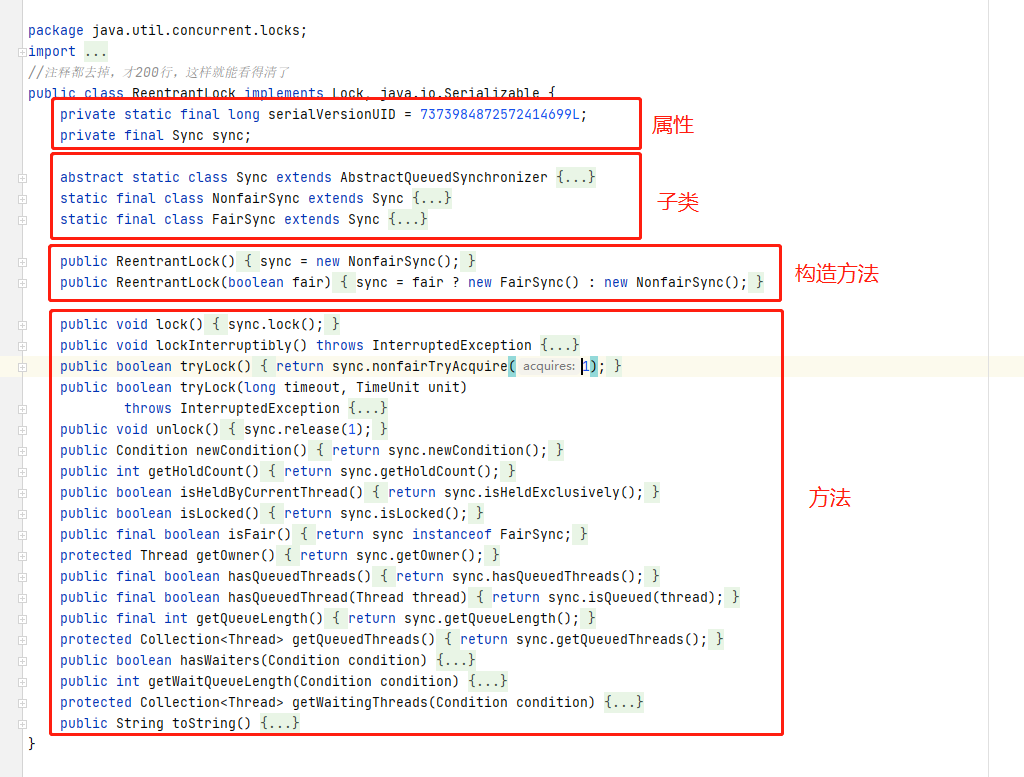 package java.util.concurrent.locks;
import ...
//注释都去掉，才200行，这样就能看得清了
public class ReentrantLock implements Lock, java.io.Serializable {
private static final long serialVersionUID = 7373984872572414699L;
private final Sync sync;
属性
abstract static class Sync extends AbstractQueuedSynchronizer {...}
static final class NonfairSync extends Sync {...}
static final class FairSync extends Sync {...}
子类
public ReentrantLock() { sync = new NonfairSync(); }
public ReentrantLock(boolean fair) { sync = fair ? new FairSync() : new NonfairSync(); }
构造方法
public void lock() { sync.lock(); }
public void lockInterruptibly() throws InterruptedException {...}
public boolean tryLock() { return sync.nonfairTryAcquire( acquires: 1); }
public boolean tryLock(long timeout, TimeUnit unit)
throws InterruptedException {...}
public void unlock() { sync.release(1); }
public Condition newCondition() { return sync.newCondition(); }
public int getHoldCount() { return sync.getHoldCount(); }
public boolean isHeldByCurrentThread() { return sync.isHeldExclusively(); }
方法
public boolean isLocked() { return sync.isLocked(); }
public final boolean isFair() { return sync instanceof FairSync; }
protected Thread getOwner() { return sync.getOwner(); }
public final boolean hasQueuedThreads() { return sync.hasQueuedThreads(); }
public final boolean hasQueuedThread(Thread thread) { return sync.isQueued(thread); }
public final int getQueueLength() { return sync.getQueueLength(); }
protected Collection<Thread> getQueuedThreads() { return sync.getQueuedThreads(); }
public boolean hasWaiters(Condition condition) {...}
public int getWaitQueueLength(Condition condition) {...}
protected Collection<Thread> getWaitingThreads(Condition condition) {...}
public String toString() {...}
}